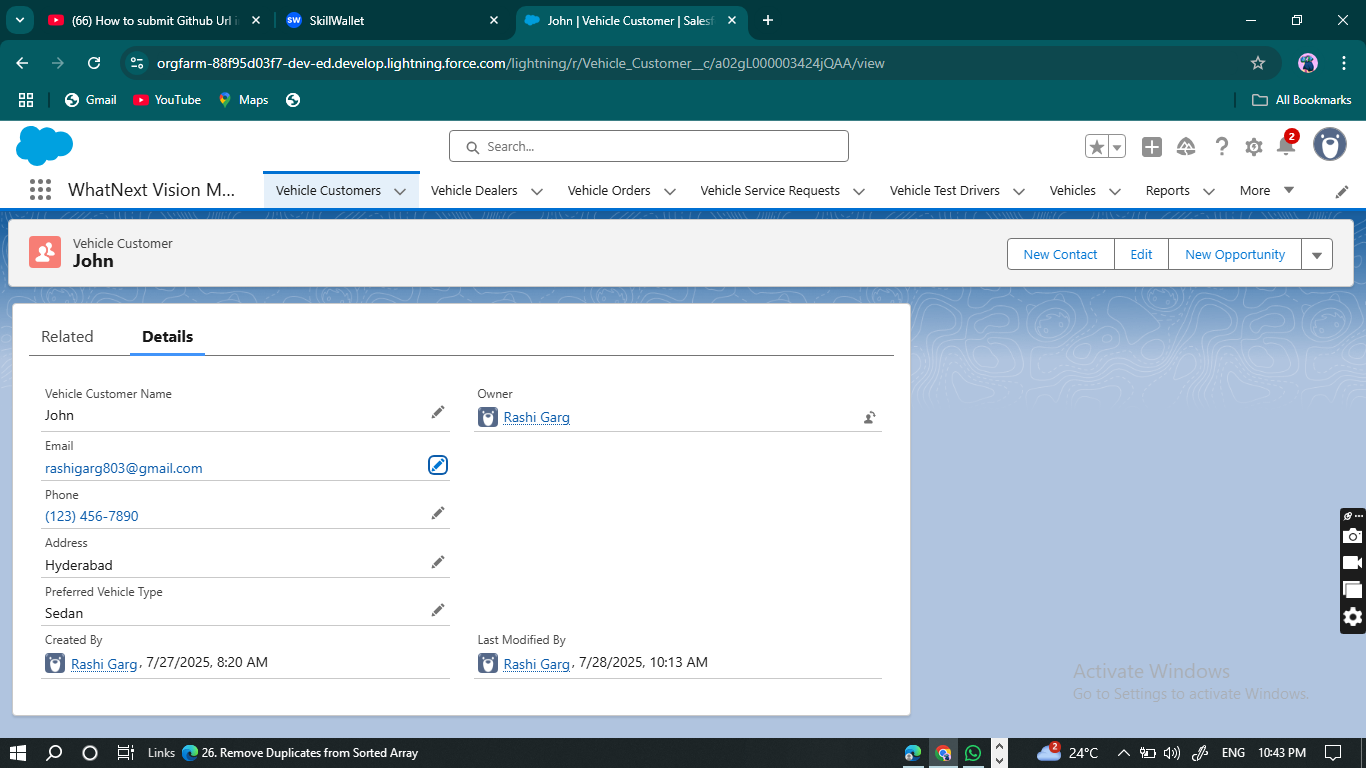 (66) How to submit Github Url i
SW SkillWallet
John | Vehicle Customer | Salesf
orgfarm-88f95d03f7-dev-ed.develop.lightning.force.com/lightning/r/Vehicle_Customer__c/a02gL000003424jQAA/view
Gmail YouTube Maps All Bookmarks
Search... 2
WhatNext Vision M... Vehicle Customers Vehicle Dealers Vehicle Orders Vehicle Service Requests Vehicle Test Drivers Vehicles Reports More
Vehicle Customer
John
New Contact Edit New Opportunity
Related Details
Vehicle Customer Name
John
Owner
Rashi Garg
Email
rashigarg803@gmail.com
Phone
(123) 456-7890
Address
Hyderabad
Preferred Vehicle Type
Sedan
Created By
Rashi Garg, 7/27/2025, 8:20 AM
Last Modified By
Rashi Garg, 7/28/2025, 10:13 AM
Activate Windows
Go to Settings to activate Windows.
Links 26. Remove Duplicates from Sorted Array 2 24°C ENG 10:43 PM